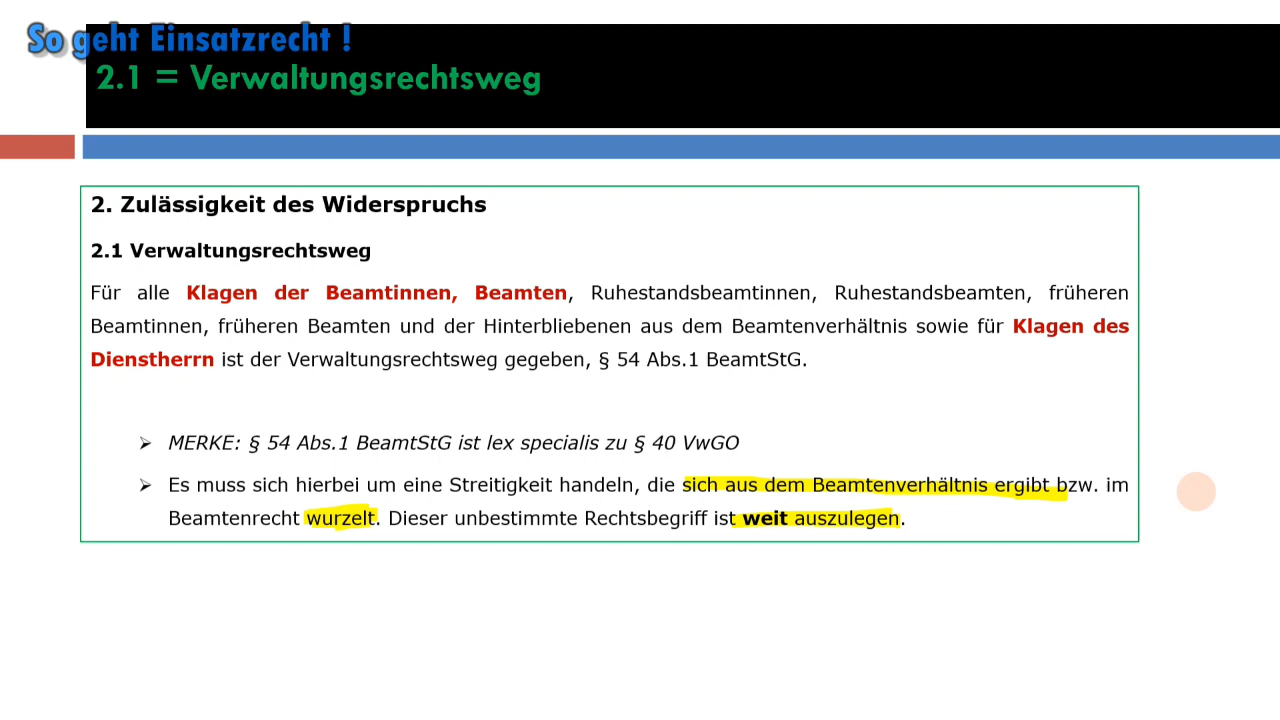 So geht Einsatzrecht !
2.1 = Verwaltungsrechtsweg
2. Zulässigkeit des Widerspruchs
2.1 Verwaltungsrechtsweg
Für alle Klagen der Beamtinnen, Beamten, Ruhestandsbeamtinnen, Ruhestandsbeamten, früheren
Beamtinnen, früheren Beamten und der Hinterbliebenen aus dem Beamtenverhältnis sowie für Klagen des
Dienstherrn ist der Verwaltungsrechtsweg gegeben, § 54 Abs.1 BeamtStG.
➢ MERKE: § 54 Abs.1 BeamtStG ist lex specialis zu § 40 VwGO
➢ Es muss sich hierbei um eine Streitigkeit handeln, die sich aus dem Beamtenverhältnis ergibt bzw. im
Beamtenrecht wurzelt. Dieser unbestimmte Rechtsbegriff ist weit auszulegen.